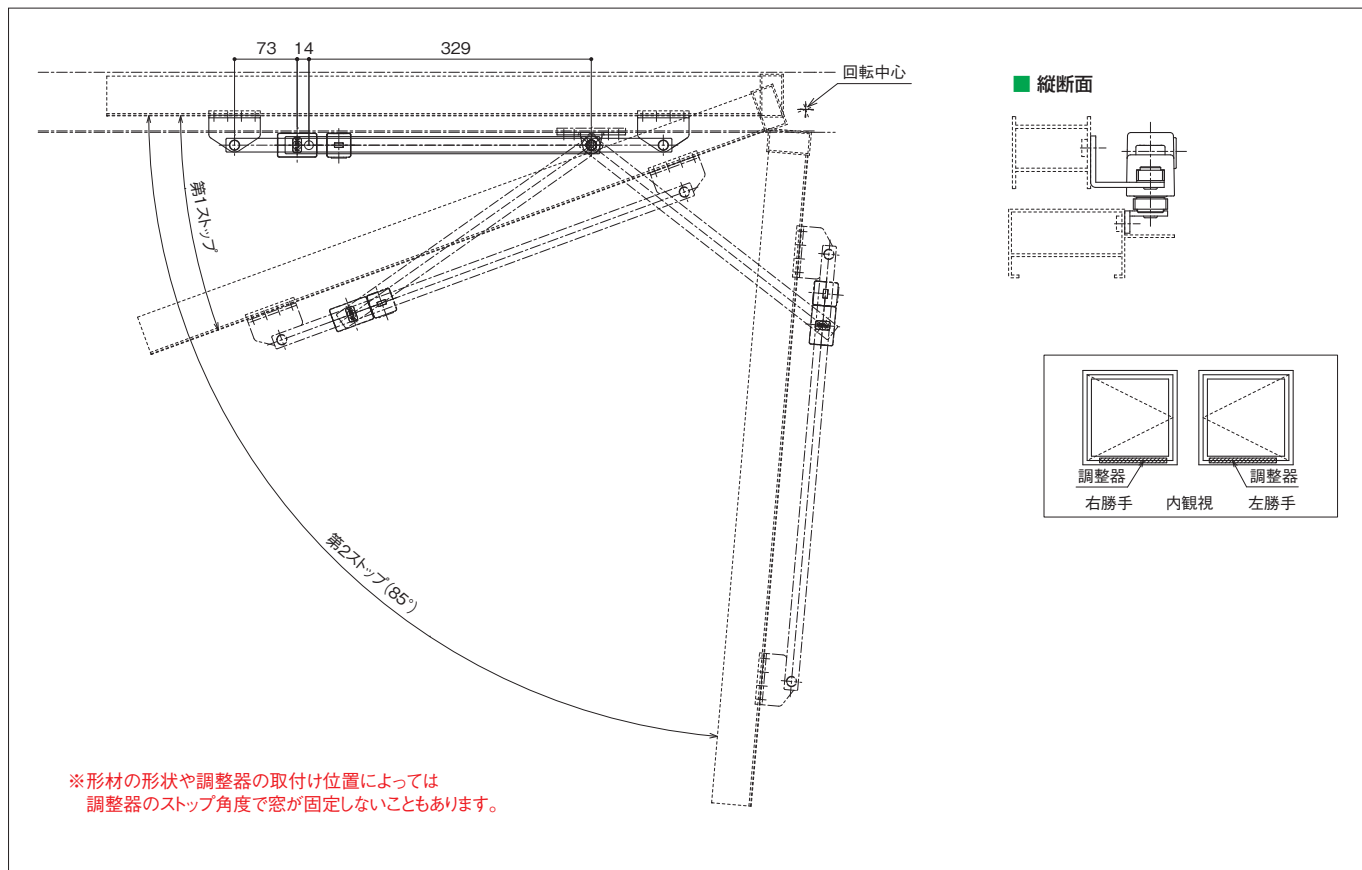 73 14 329
回転中心
第1ストップ
第2ストップ(85°)
■ 縦断面
調整器 調整器
右勝手 内観視 左勝手
※形材の形状や調整器の取付け位置によっては
調整器のストップ角度で窓が固定しないこともあります。